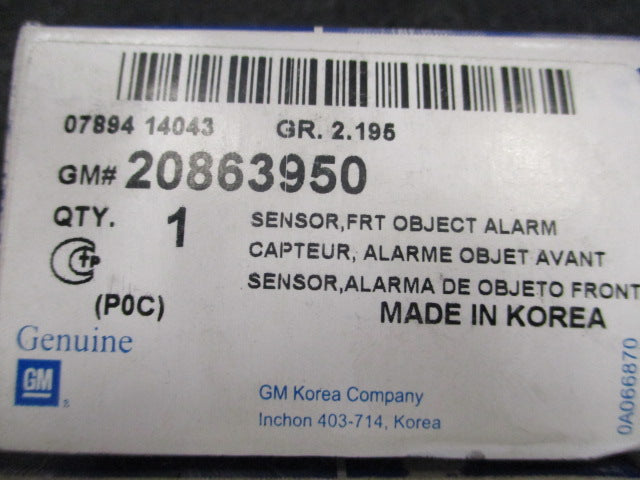 07894 14043 GR. 2.195
GM# 20863950
QTY. 1 SENSOR,FRT OBJECT ALARM
CAPTEUR, ALARME OBJET AVANT
SENSOR,ALARMA DE OBJETO FRONT
(P0C) MADE IN KOREA
Genuine
GM
GM Korea Company
Inchon 403-714, Korea
0A066870